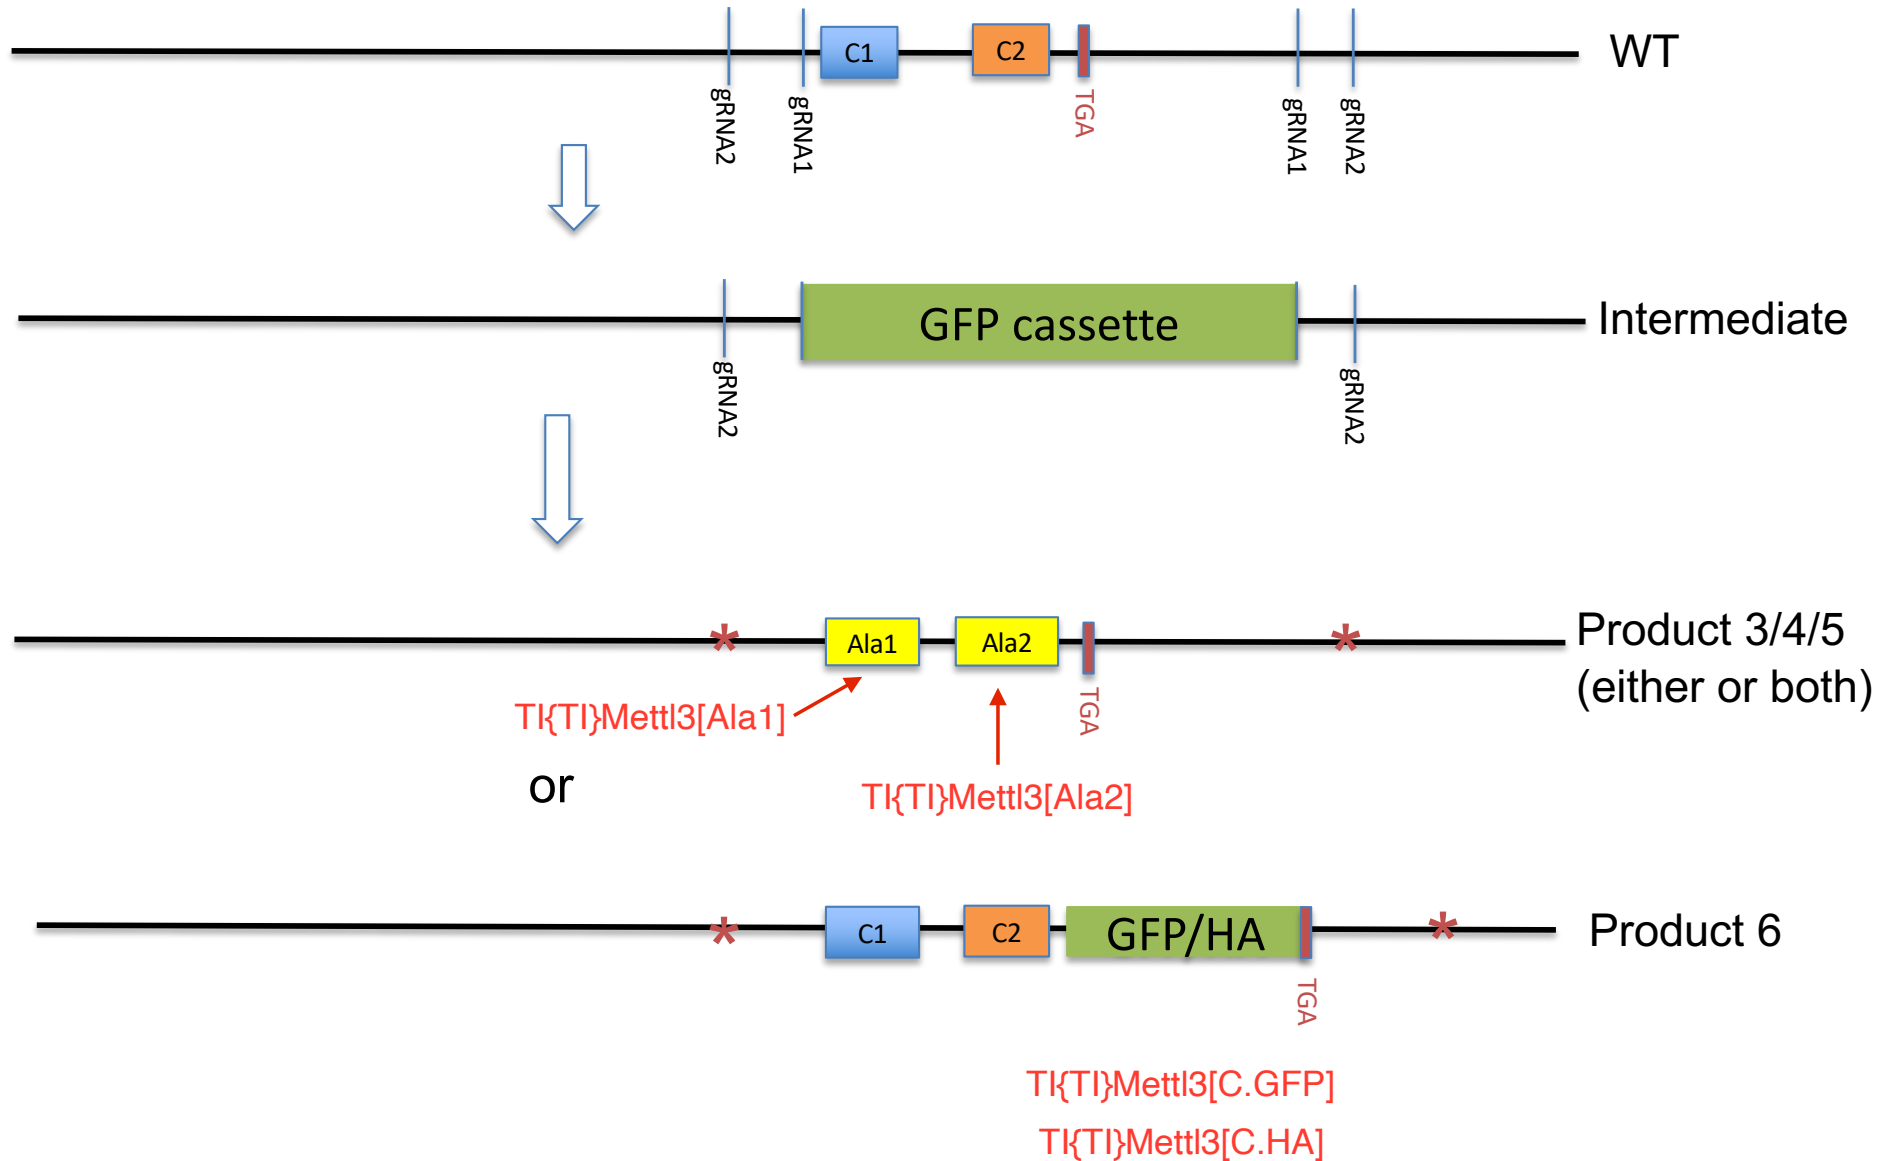 C1
C2
WT
gRNA2
gRNA1
TGA
gRNA1
gRNA2
GFP cassette
Intermediate
gRNA2
gRNA2
*
Ala1
Ala2
*
Product 3/4/5
(either or both)
TI{TI}Mettl3[Ala1]
TGA
or
TI{TI}Mettl3[Ala2]
*
C1
C2
GFP/HA
*
Product 6
TGA
TI{TI}Mettl3[C.GFP]
TI{TI}Mettl3[C.HA]